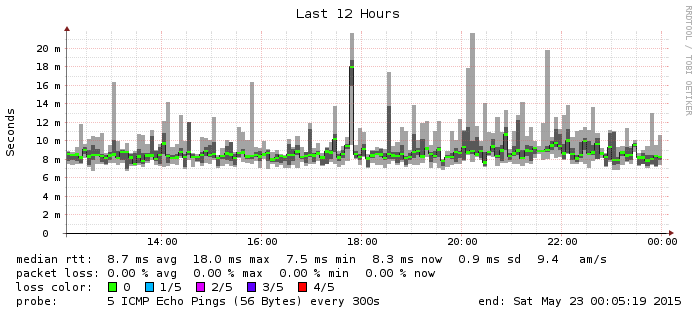 Last 12 Hours
RRDTOOL / TOBI OETIKER
Seconds
20 m
18 m
16 m
14 m
12 m
10 m
8 m
6 m
4 m
2 m
0
14:00 16:00 18:00 20:00 22:00 00:00
median rtt: 8.7 ms avg 18.0 ms max 7.5 ms min 8.3 ms now 0.9 ms sd 9.4 am/s
packet loss: 0.00 % avg 0.00 % max 0.00 % min 0.00 % now
loss color: 0 1/5 2/5 3/5 4/5
probe: 5 ICMP Echo Pings (56 Bytes) every 300s end: Sat May 23 00:05:19 2015